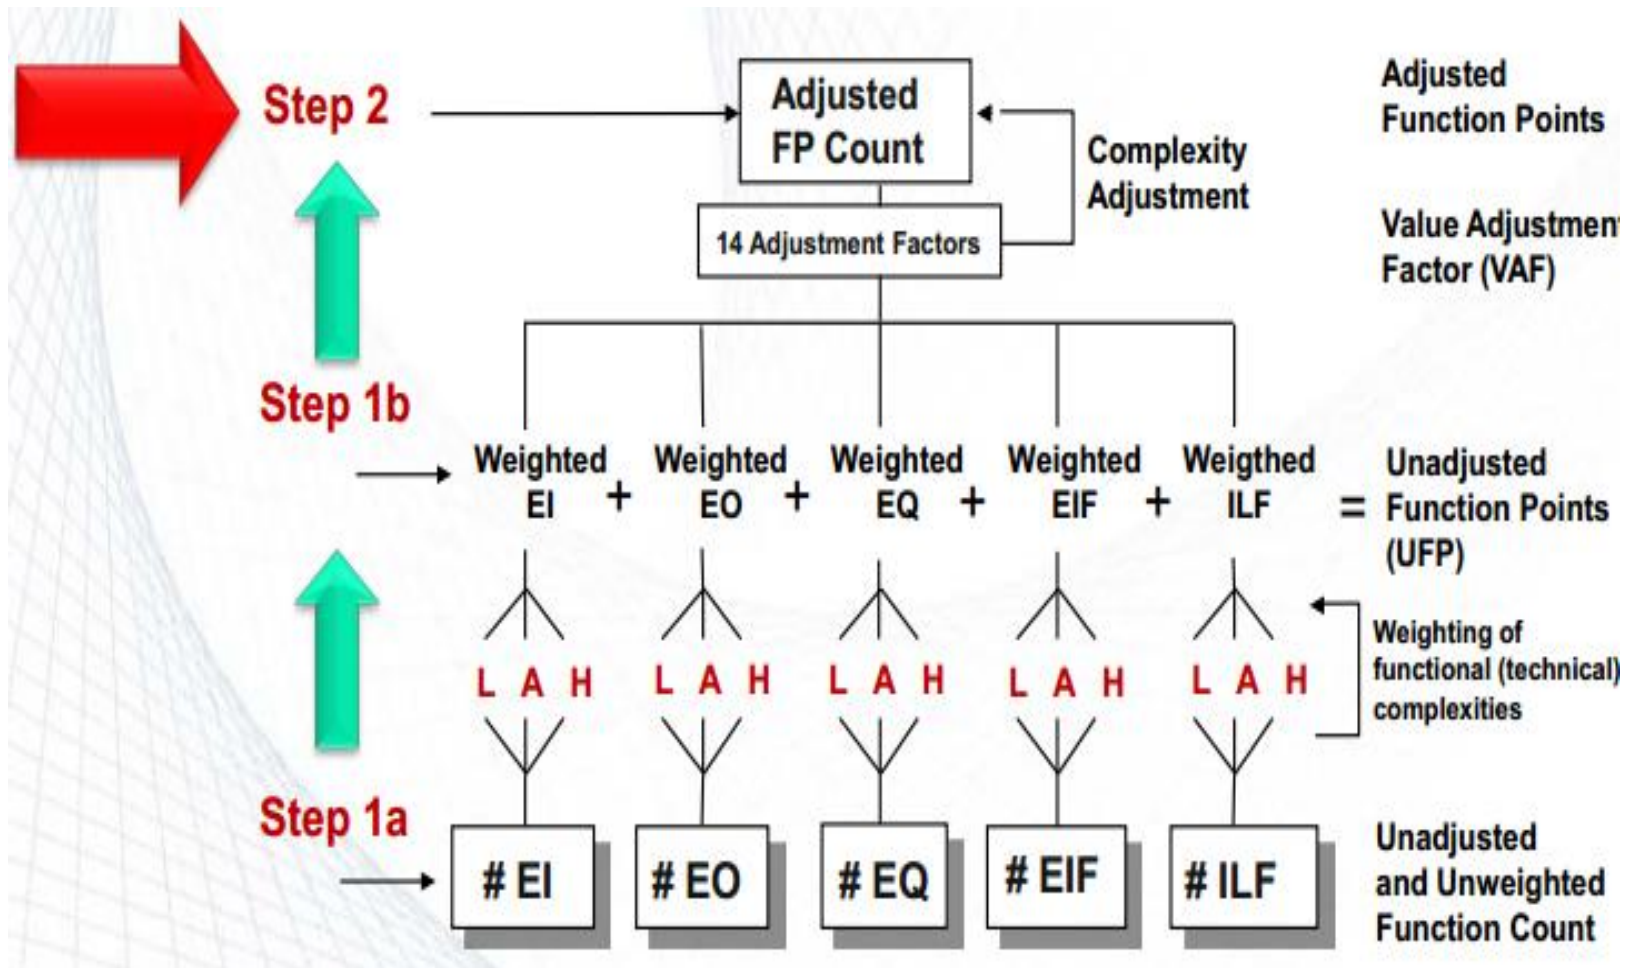 Step 2
Adjusted
FP Count
Complexity
Adjustment
Adjusted
Function Points
14 Adjustment Factors
Value Adjustmen
Factor (VAF)
Step 1b
Weighted
EI
+
Weighted
EO
+
Weighted
EQ
+
Weighted
EIF
+
Weigthed
ILF
=
Unadjusted
Function Points
(UFP)
L A H
L A H
L A H
L A H
L A H
Weighting of
functional (technical)
complexities
Step 1a
# EI
# EO
# EQ
# EIF
# ILF
Unadjusted
and Unweighted
Function Count